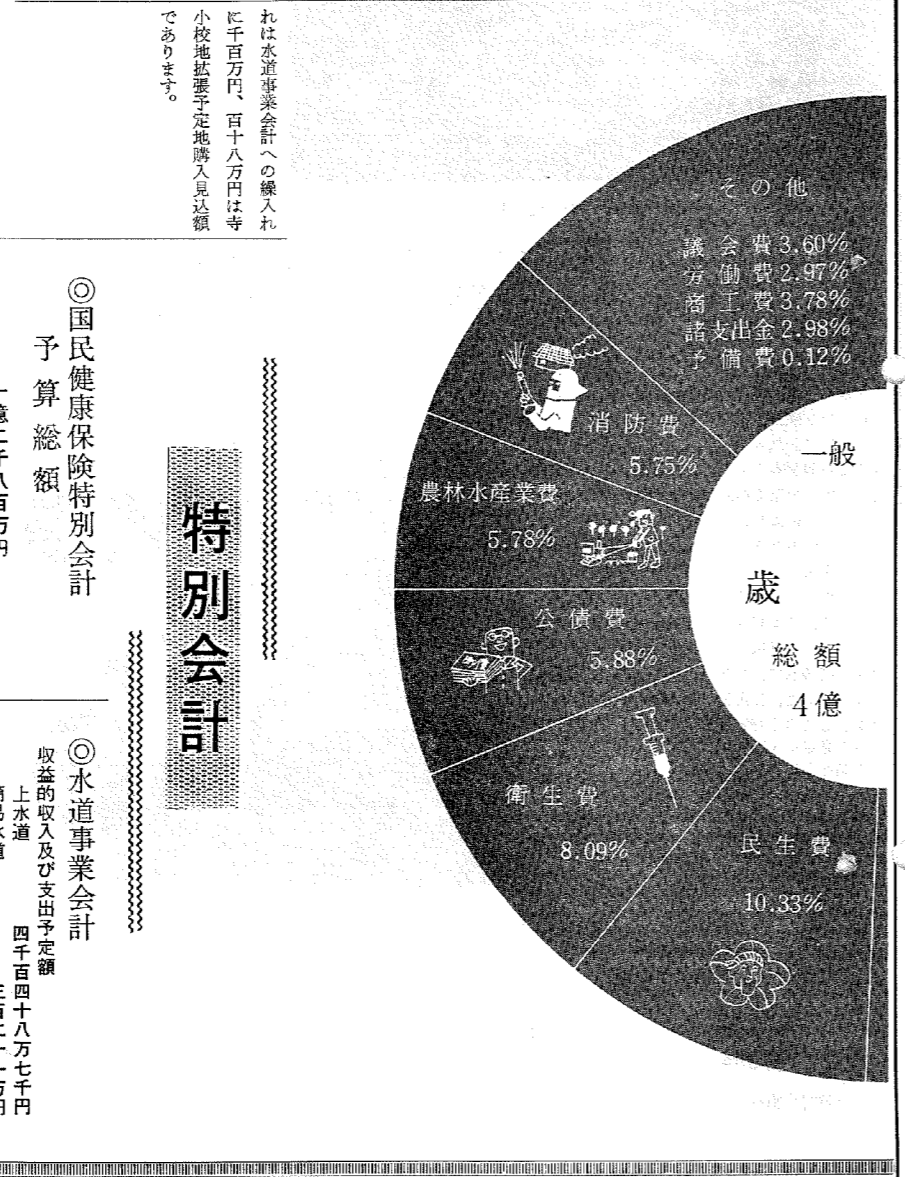 れは水道事業会計への繰入れ
に千百万円、百十八万円は寺
小校地拡張予定地購入見込額
であります。
その他
議会費3.60%
労働費2.97%
商工費3.78%
諸支出金2.98%
予備費0.12%
消防費
5.75%
農林水産業費
5.78%
公債費
5.88%
衛生費
8.09%
民生費
10.33%
一般
歳
総額
4億
特別会計
◎国民健康保険特別会計
予算総額
◎水道事業会計
収益的収入及び支出予定額
上水道 四千百四十八万七千円